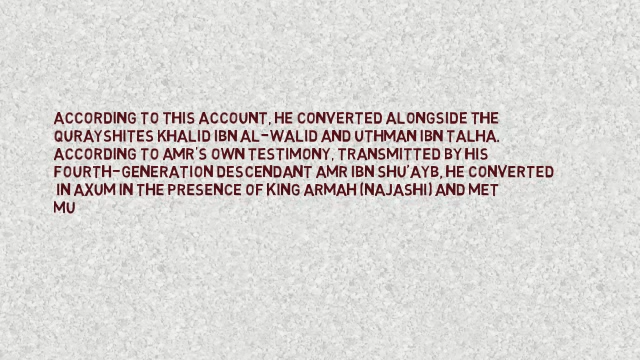 ACCORDING TO THIS ACCOUNT, HE CONVERTED ALONGSIDE THE
QURAYSHITES KHALID IBN AL-WALID AND UTHMAN IBN TALHA.
ACCORDING TO AMR'S OWN TESTIMONY, TRANSMITTED BY HIS
FOURTH-GENERATION DESCENDANT AMR IBN SHU'AYB, HE CONVERTED
IN AXUM IN THE PRESENCE OF KING ARMAH (NAJASHI) AND MET
MU